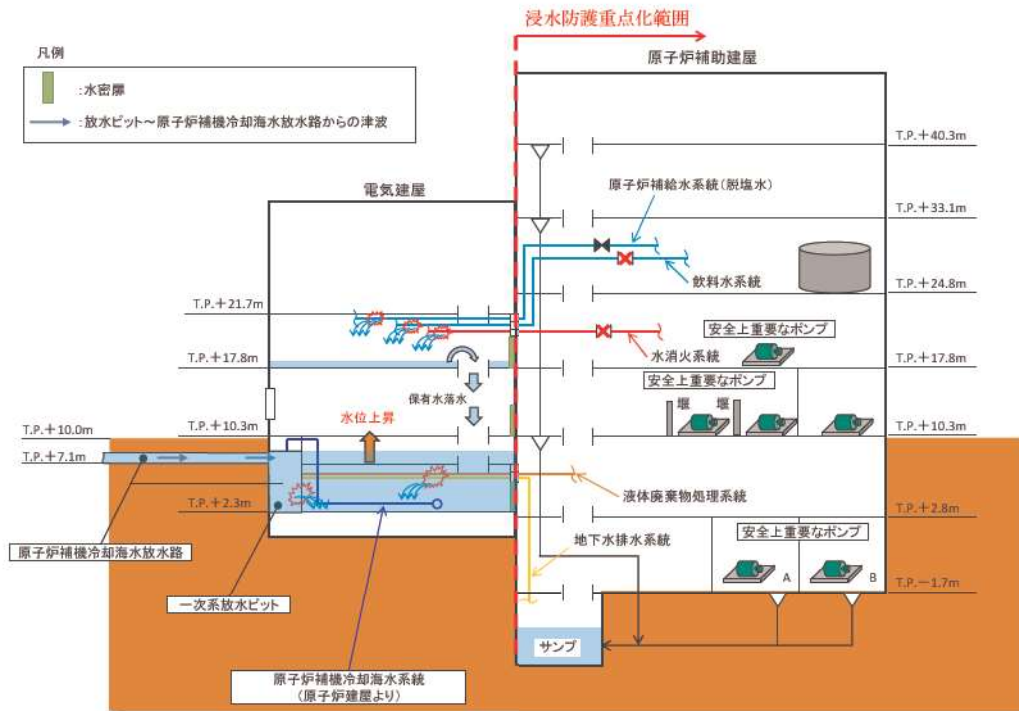 浸水防護重点化範囲
凡例
:水密扉
:放水ピット～原子炉補機冷却海水放水路からの津波
原子炉補助建屋
電気建屋
T.P.＋40.3m
原子炉補給水系統(脱塩水)
T.P.＋33.1m
飲料水系統
T.P.＋24.8m
T.P.＋21.7m
安全上重要なポンプ
水消火系統
T.P.＋17.8m
T.P.＋17.8m
安全上重要なポンプ
保有水落水
堰
堰
水位上昇
T.P.＋10.0m
T.P.＋10.3m
T.P.＋10.3m
T.P.＋7.1m
液体廃棄物処理系統
T.P.＋2.3m
T.P.＋2.8m
安全上重要なポンプ
地下水排水系統
原子炉補機冷却海水放水路
A
B
T.P.－1.7m
一次系放水ピット
サンプ
原子炉補機冷却海水系統
(原子炉建屋より)